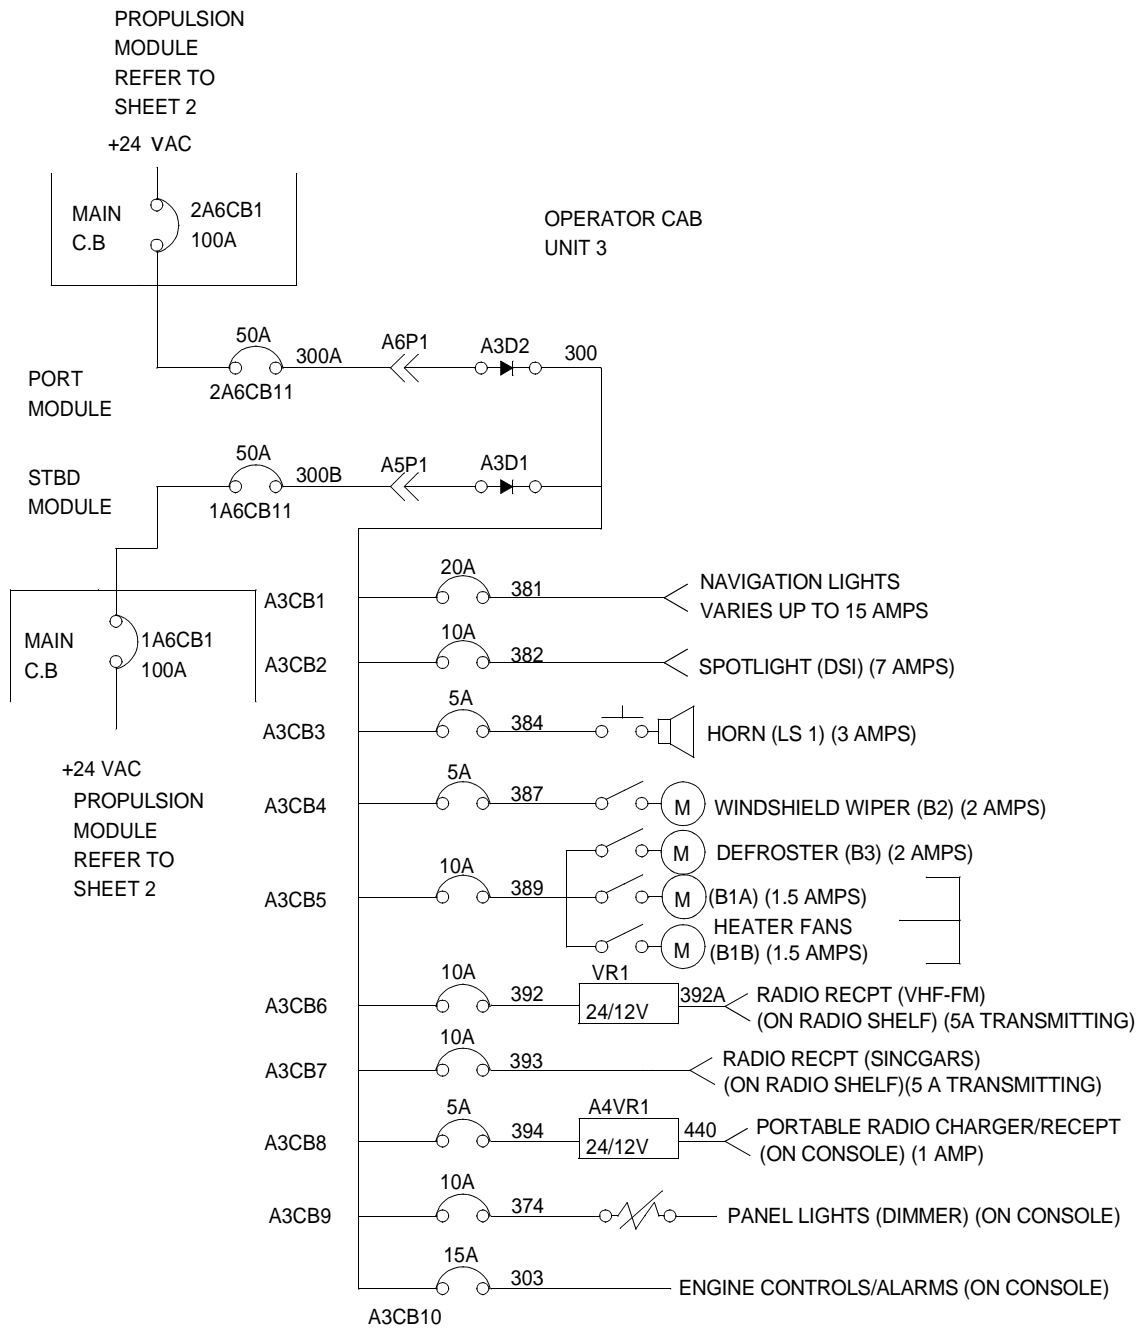 PROPULSION
MODULE
REFER TO
SHEET 2
+24 VAC
MAIN
C.B
2A6CB1
100A
OPERATOR CAB
UNIT 3
PORT
MODULE
50A
2A6CB11
300A
A6P1
A3D2
300
STBD
MODULE
50A
1A6CB11
300B
A5P1
A3D1
MAIN
C.B
1A6CB1
100A
+24 VAC
PROPULSION
MODULE
REFER TO
SHEET 2
A3CB1
20A
381
NAVIGATION LIGHTS
VARIES UP TO 15 AMPS
A3CB2
10A
382
SPOTLIGHT (DSI) (7 AMPS)
A3CB3
5A
384
HORN (LS 1) (3 AMPS)
A3CB4
5A
387
M
WINDSHIELD WIPER (B2) (2 AMPS)
A3CB5
10A
389
M
DEFROSTER (B3) (2 AMPS)
M
(B1A) (1.5 AMPS)
HEATER FANS
M
(B1B) (1.5 AMPS)
A3CB6
10A
392
VR1
24/12V
392A
RADIO RECPT (VHF-FM)
(ON RADIO SHELF) (5A TRANSMITTING)
A3CB7
10A
393
RADIO RECPT (SINCGARS)
(ON RADIO SHELF)(5 A TRANSMITTING)
A3CB8
5A
394
A4VR1
24/12V
440
PORTABLE RADIO CHARGER/RECEPT
(ON CONSOLE) (1 AMP)
A3CB9
10A
374
PANEL LIGHTS (DIMMER) (ON CONSOLE)
15A
303
ENGINE CONTROLS/ALARMS (ON CONSOLE)
A3CB10